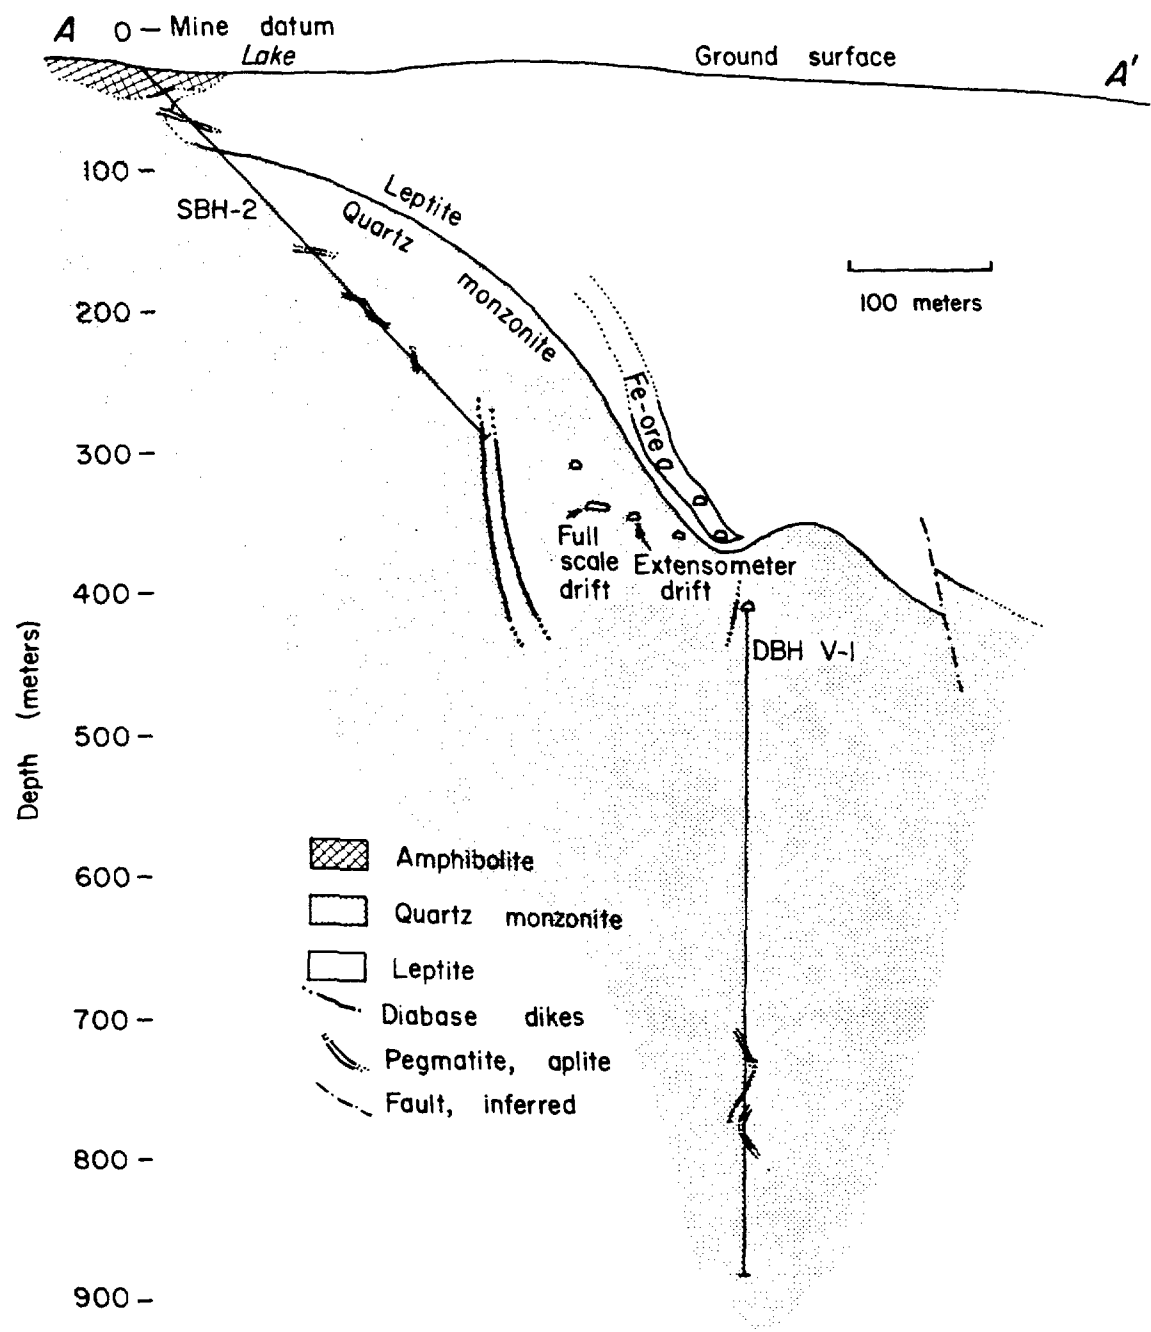 A
0 — Mine datum
Lake
Ground surface
A'
100 —
SBH-2
Leptite
Quartz monzonite
200 —
100 meters
Fe-ore
300 —
Full
scale
drift
Extensometer
drift
400 —
DBH V-1
Depth (meters)
500 —
600 —
Amphibolite
Quartz monzonite
Leptite
700 —
Diabase dikes
Pegmatite, aplite
Fault, inferred
800 —
900 —